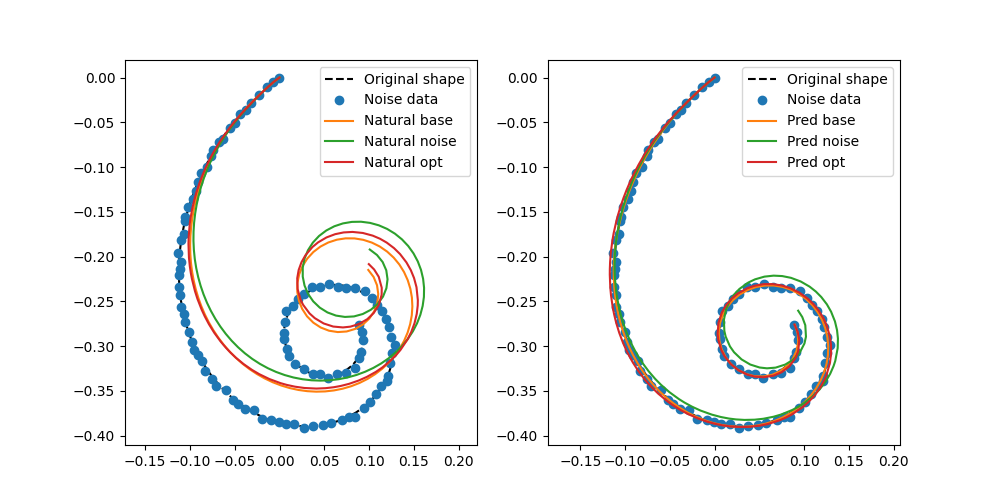 0.00
−0.05
−0.10
−0.15
−0.20
−0.25
−0.30
−0.35
−0.40
−0.15 −0.10 −0.05 0.00 0.05 0.10 0.15 0.20
Original shape
Noise data
Natural base
Natural noise
Natural opt
0.00
−0.05
−0.10
−0.15
−0.20
−0.25
−0.30
−0.35
−0.40
−0.15 −0.10 −0.05 0.00 0.05 0.10 0.15 0.20
Original shape
Noise data
Pred base
Pred noise
Pred opt